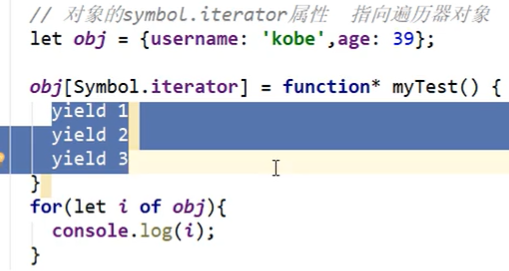 // 对象的symbol.iterator属性  指向遍历器对象
let obj = {username: 'kobe',age: 39};
obj[Symbol.iterator] = function* myTest() {
yield 1
yield 2
yield 3
}
for(let i of obj){
console.log(i);
}